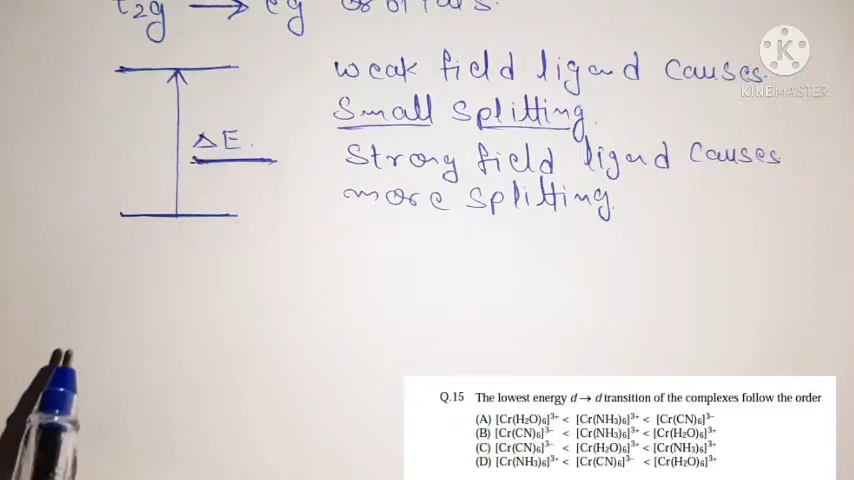 t₂g → eg orbitals.
weak field ligand causes.
K
KINEMASTER
Small splitting.
ΔE.
Strong field ligand causes
more splitting.
Q.15 The lowest energy d → d transition of the complexes follow the order
(A) [Cr(H₂O)₆]³⁺ < [Cr(NH₃)₆]³⁺ < [Cr(CN)₆]³⁻
(B) [Cr(CN)₆]³⁻ < [Cr(NH₃)₆]³⁺ < [Cr(H₂O)₆]³⁺
(C) [Cr(CN)₆]³⁻ < [Cr(H₂O)₆]³⁺ < [Cr(NH₃)₆]³⁺
(D) [Cr(NH₃)₆]³⁺ < [Cr(CN)₆]³⁻ < [Cr(H₂O)₆]³⁺